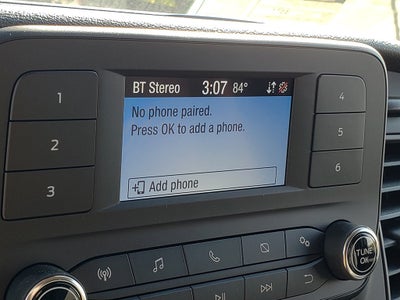 BT Stereo 3:07 84°
No phone paired.
Press OK to add a phone.
Add phone
1
2
3
4
5
6
TUNE
OK